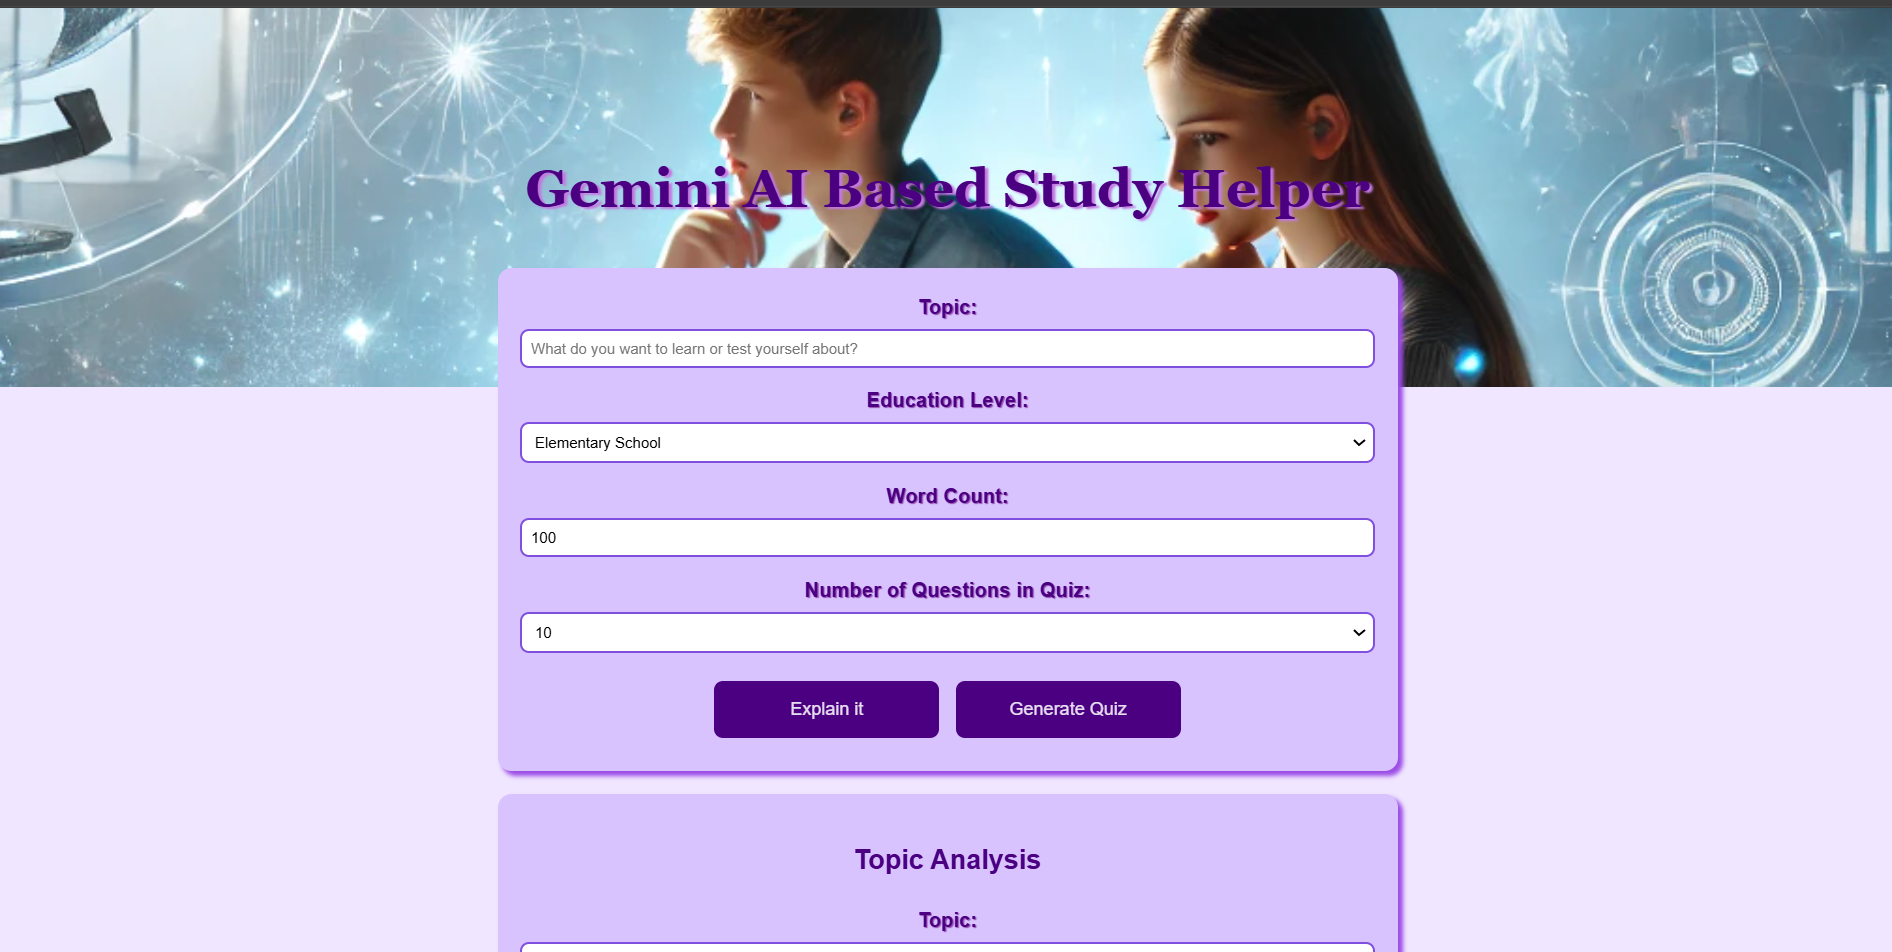 Gemini AI Based Study Helper
Topic:
What do you want to learn or test yourself about?
Education Level:
Elementary School
Word Count:
100
Number of Questions in Quiz:
10
Explain it
Generate Quiz
Topic Analysis
Topic: